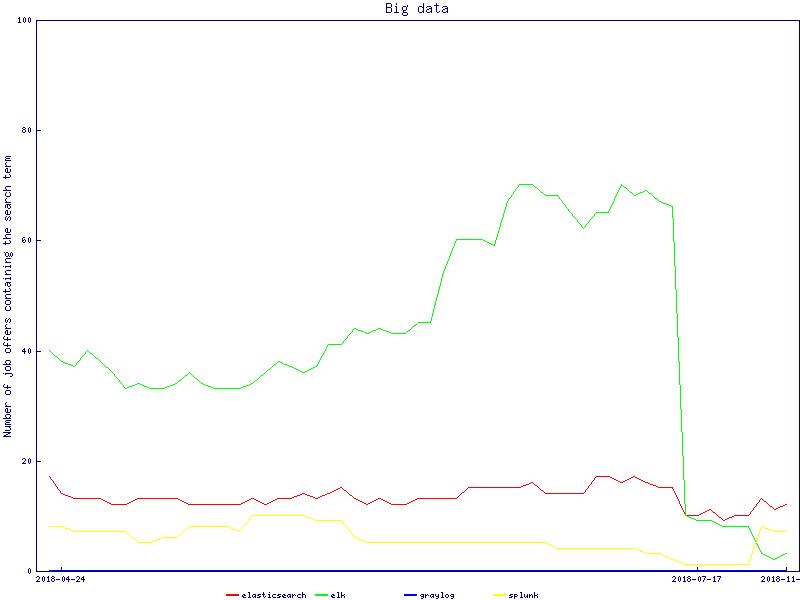 Big data
Number of job offers containing the search term
100
80
60
40
20
0
2018-04-24 2018-07-17 2018-11-
elasticsearch elk graylog splunk